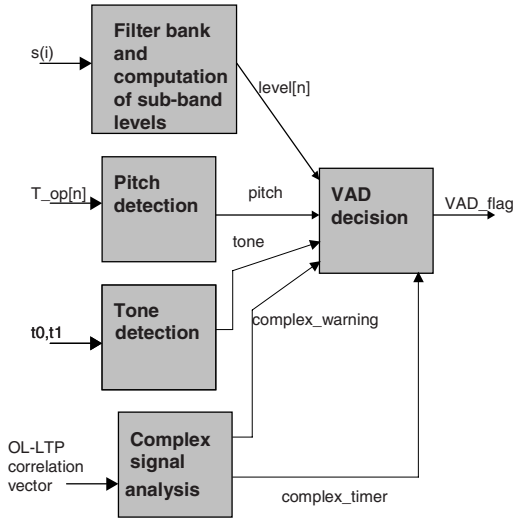 s(i)
Filter bank
and
computation
of sub-band
levels
level[n]
T_op[n]
Pitch
detection
pitch
VAD
decision
VAD_flag
tone
t0,t1
Tone
detection
complex_warning
OL-LTP
correlation
vector
Complex
signal
analysis
complex_timer